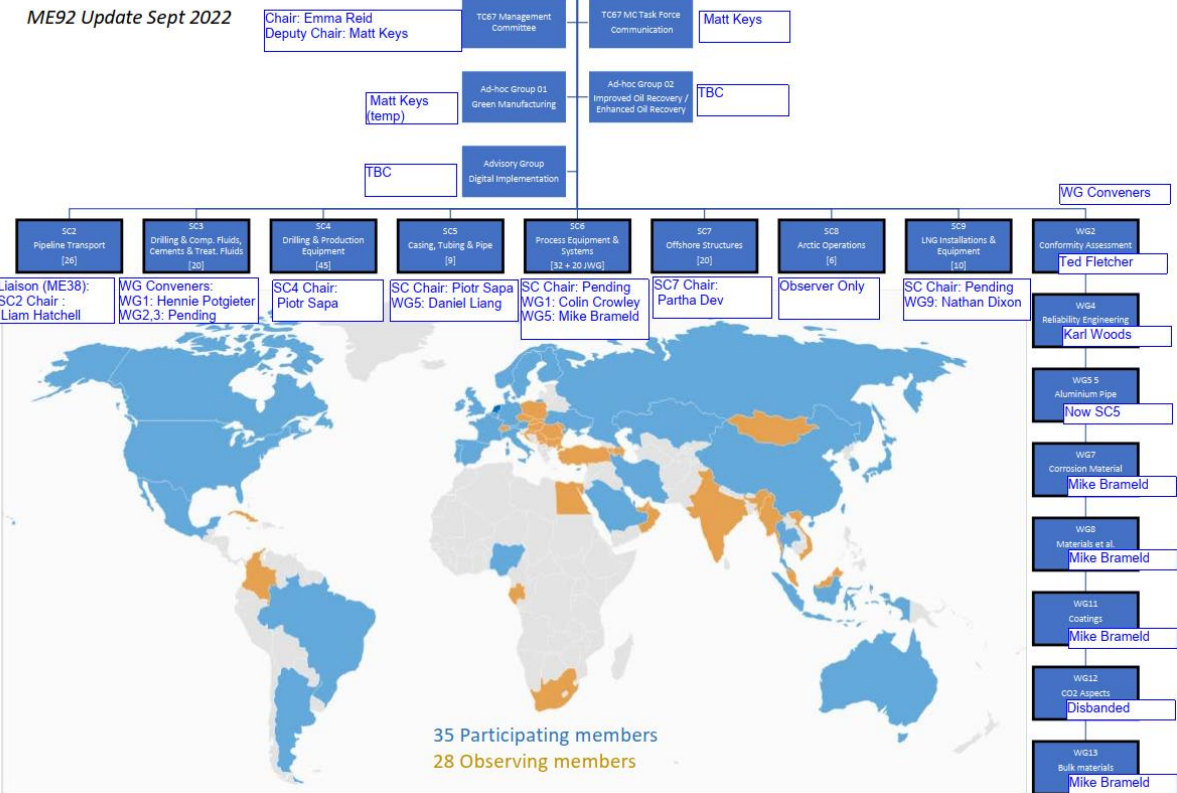 ME92 Update Sept 2022
Chair: Emma Reid
Deputy Chair: Matt Keys
TC67 Management
Committee
TC67 MC Task Force
Communication
Matt Keys
Matt Keys
(temp)
Ad-hoc Group 01
Green Manufacturing
Ad-hoc Group 02
Improved Oil Recovery /
Enhanced Oil Recovery
TBC
TBC
Advisory Group
Digital Implementation
WG Conveners
SC2
Pipeline Transport
[26]
Liaison (ME38):
SC2 Chair :
Liam Hatchell
SC3
Drilling & Comp. Fluids,
Cements & Treat. Fluids
[20]
WG Conveners:
WG1: Hennie Potgieter
WG2,3: Pending
SC4
Drilling & Production
Equipment
[45]
SC4 Chair:
Piotr Sapa
SC5
Casing, Tubing & Pipe
[9]
SC Chair: Piotr Sapa
WG5: Daniel Liang
SC6
Process Equipment &
Systems
[32 + 20 JWG]
SC Chair: Pending
WG1: Colin Crowley
WG5: Mike Brameld
SC7
Offshore Structures
[20]
SC7 Chair:
Partha Dev
SC8
Arctic Operations
[6]
Observer Only
SC9
LNG Installations &
Equipment
[10]
SC Chair: Pending
WG9: Nathan Dixon
WG2
Conformity Assessment
Ted Fletcher
WG4
Reliability Engineering
Karl Woods
WG5 5
Aluminium Pipe
Now SC5
WG7
Corrosion Material
Mike Brameld
WG8
Materials et al.
Mike Brameld
WG11
Coatings
Mike Brameld
WG12
CO2 Aspects
Disbanded
WG13
Bulk materials
Mike Brameld
35 Participating members
28 Observing members